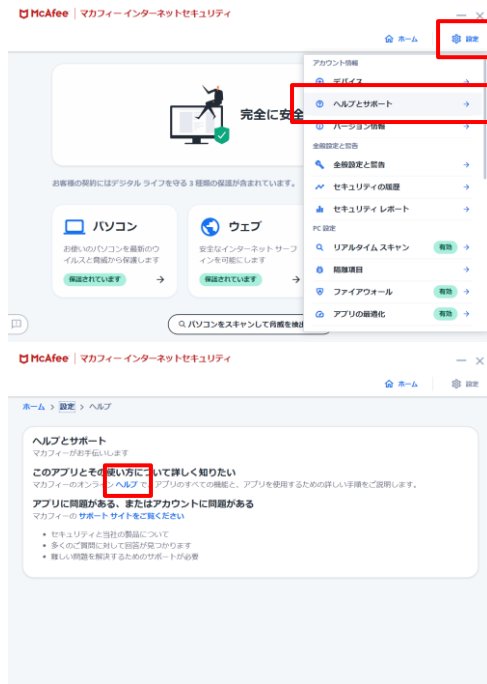 McAfee | マカフィー インターネットセキュリティ
ホーム 設定
アカウント情報
デバイス
ヘルプとサポート
バージョン情報
全般設定と警告
全般設定と警告
セキュリティの履歴
セキュリティ レポート
PC 設定
リアルタイム スキャン 有効
隔離項目
ファイアウォール 有効
アプリの最適化 有効
完全に安全
お客様の契約にはデジタル ライフを守る 3 種類の保護が含まれています。
パソコン
お使いのパソコンを最新のウ
イルスと脅威から保護します
保護されています
ウェブ
安全なインターネット サーフ
ィンを可能にします
保護されています
パソコンをスキャンして脅威を検出
McAfee | マカフィー インターネットセキュリティ
ホーム 設定
ホーム > 設定 > ヘルプ
ヘルプとサポート
マカフィーがお手伝いします
このアプリとその使い方について詳しく知りたい
マカフィーのオンライン ヘルプ で、アプリのすべての機能と、アプリを使用するための詳しい手順をご説明します。
アプリに問題がある、またはアカウントに問題がある
マカフィーの サポート サイトをご覧ください
• セキュリティと当社の製品について
• 多くのご質問に対して回答が見つかります
• 難しい問題を解決するためのサポートが必要